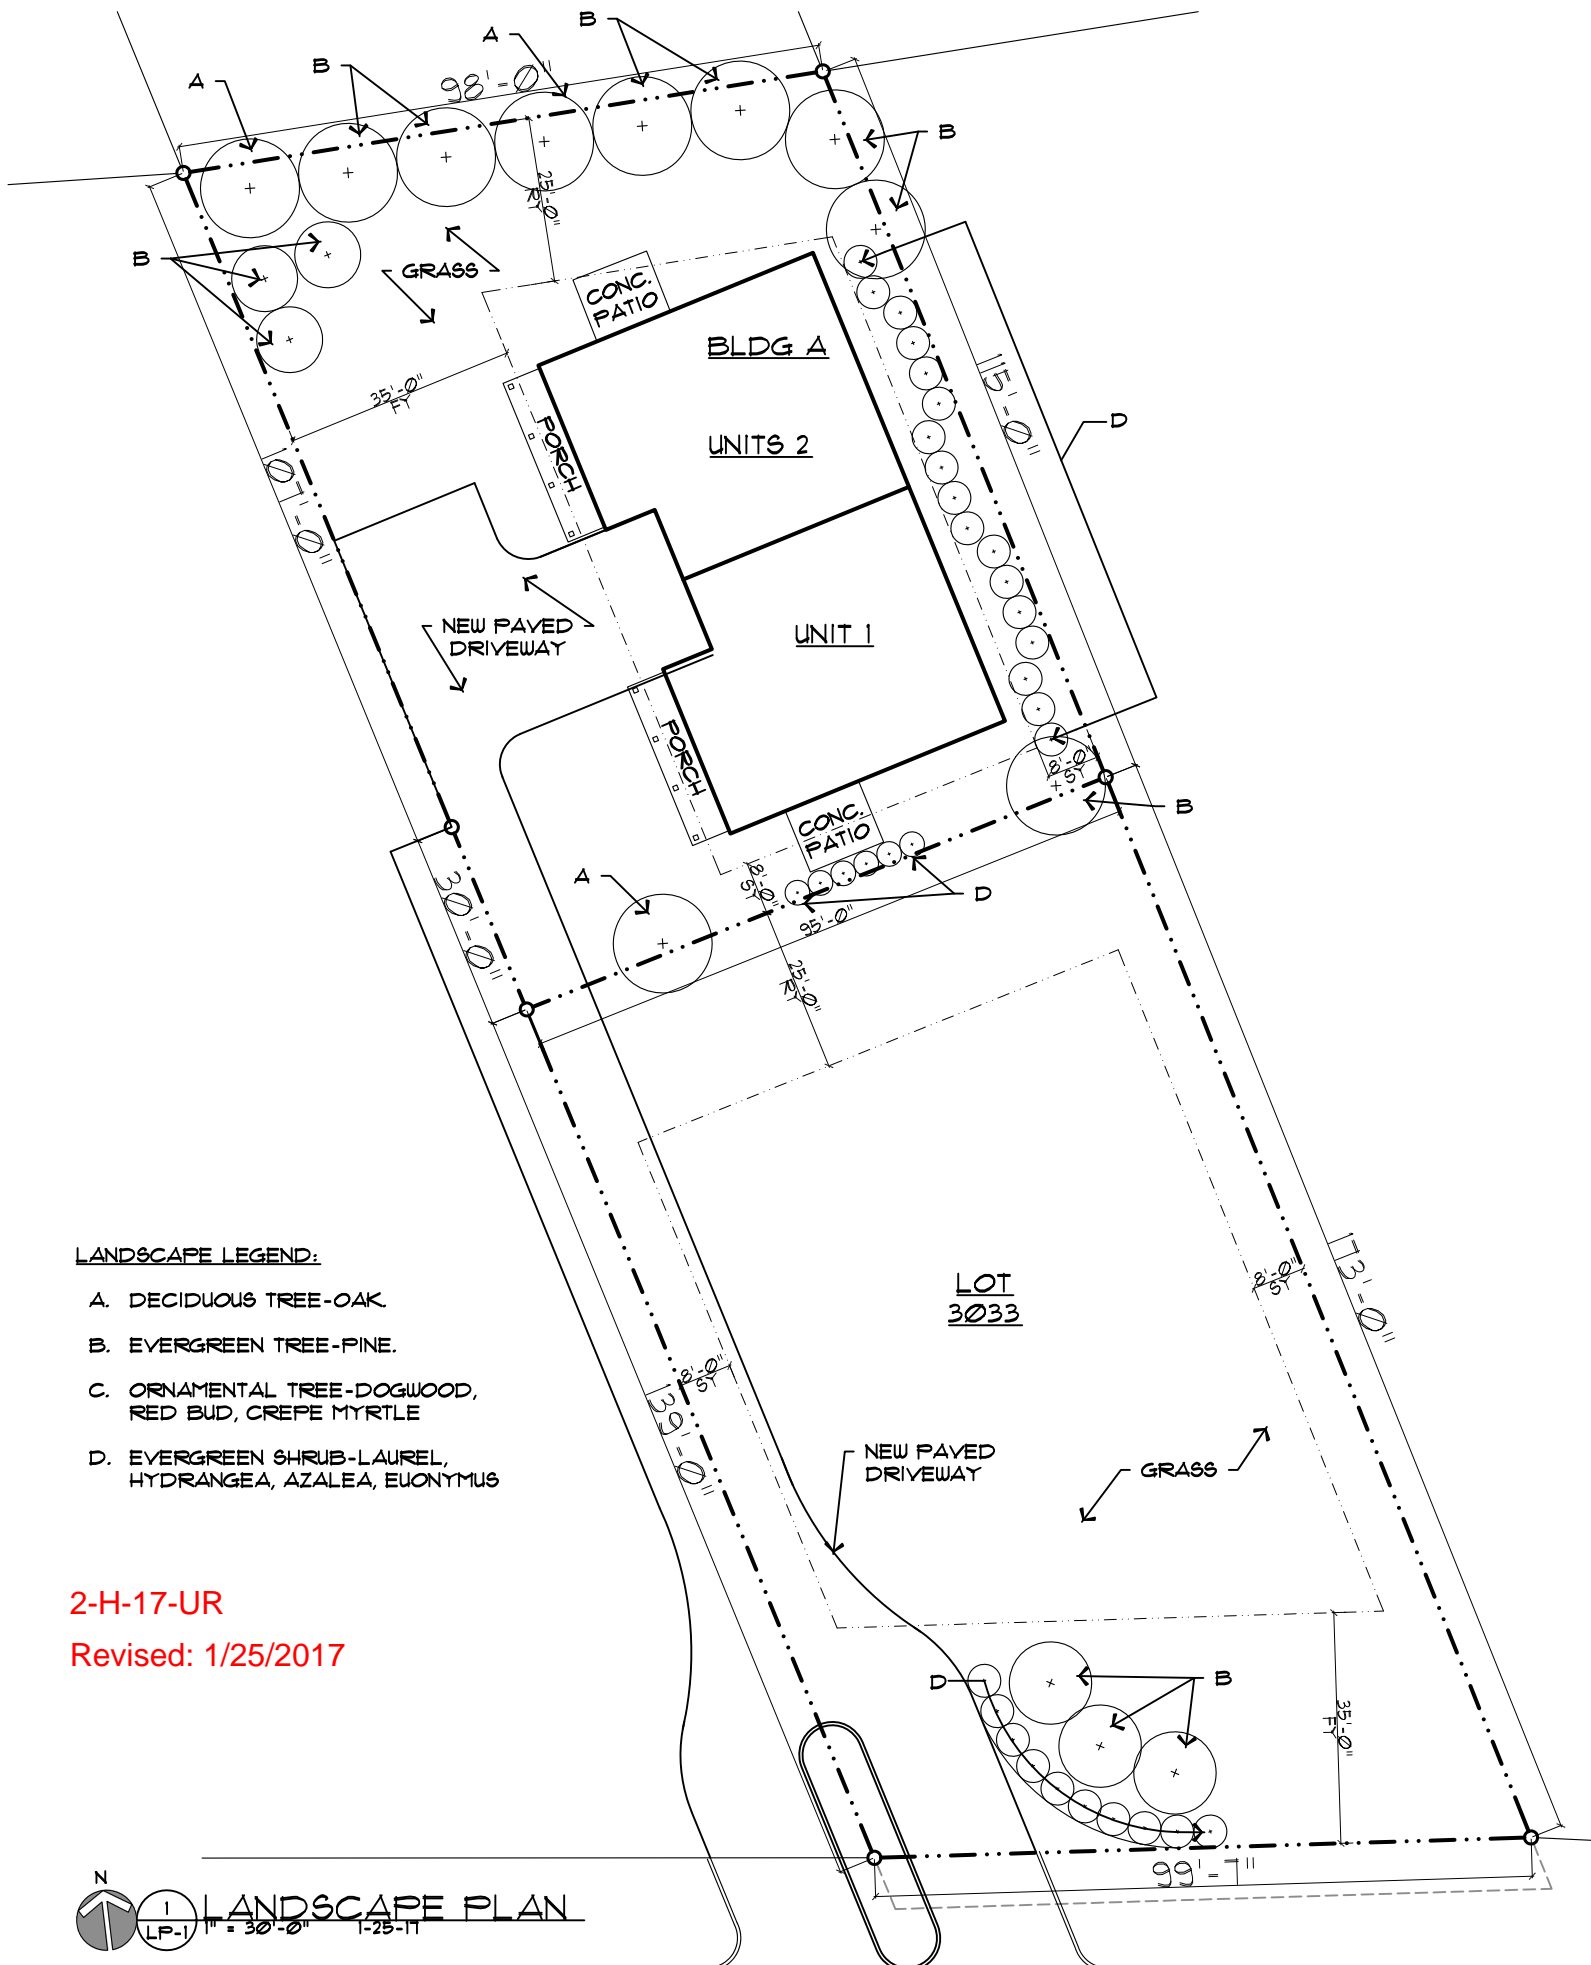 B
A
B
A
98'-0"
B
25'-0"
RY
B
GRASS
CONC.
PATIO
BLDG A
115'-0"
35'-0"
FY
D
PORCH
UNITS 2
107'-0"
NEW PAVED
DRIVEWAY
UNIT 1
PORCH
8'-0"
SY
B
CONC.
PATIO
A
8'-0"
SY
D
30'-0"
95'-0"
25'-0"
RY
LANDSCAPE LEGEND:
A. DECIDUOUS TREE-OAK.
B. EVERGREEN TREE-PINE.
C. ORNAMENTAL TREE-DOGWOOD,
RED BUD, CREPE MYRTLE
D. EVERGREEN SHRUB-LAUREL,
HYDRANGEA, AZALEA, EUONYMUS
LOT
3033
8'-0"
SY
173'-0"
8'-0"
SY
139'-0"
NEW PAVED
DRIVEWAY
GRASS
2-H-17-UR
Revised: 1/25/2017
D
B
35'-0"
FY
99'-7"
N
1
LP-1
LANDSCAPE PLAN
1" = 30'-0" 1-25-17